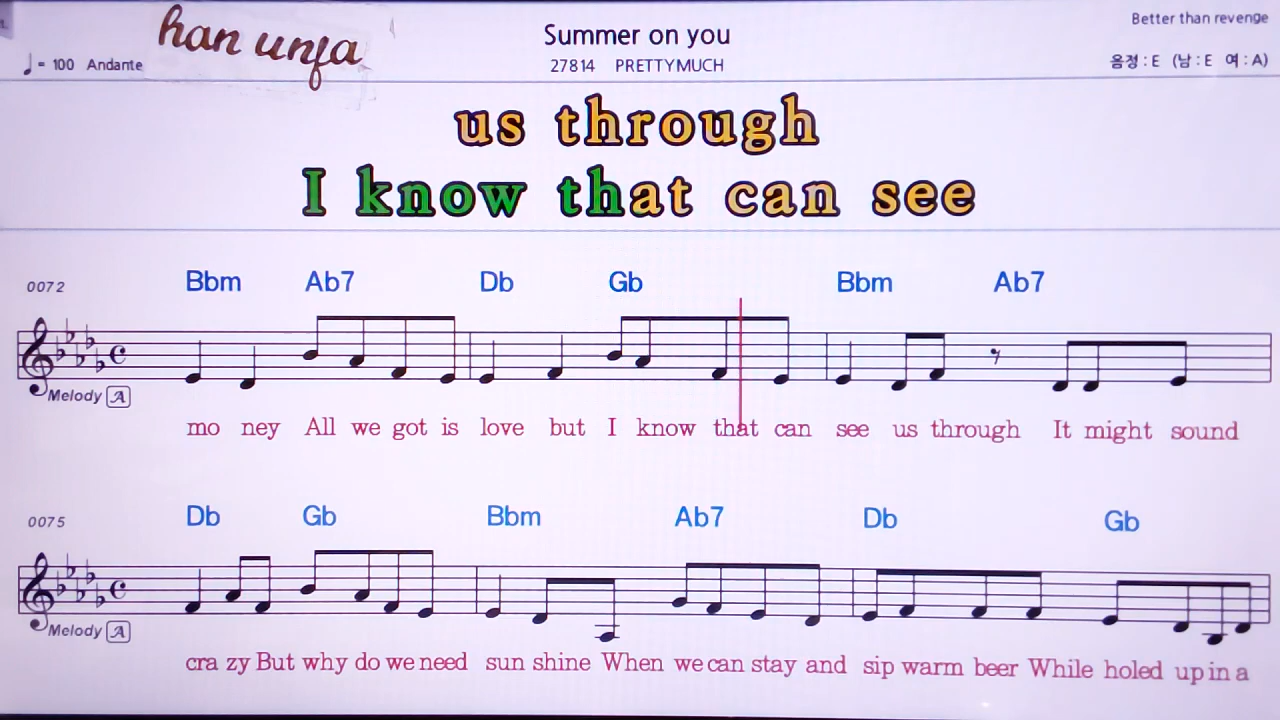 han unfa
Summer on you
Better than revenge
♩ = 100 Andante
27814 PRETTYMUCH
음정 : E (남 : E 여 : A)
us through
I know that can see
0072
Bbm Ab7 Db Gb Bbm Ab7
Melody A
mo ney All we got is love but I know that can see us through It might sound
0075
Db Gb Bbm Ab7 Db Gb
Melody A
cra zy But why do we need sun shine When we can stay and sip warm beer While holed up in a